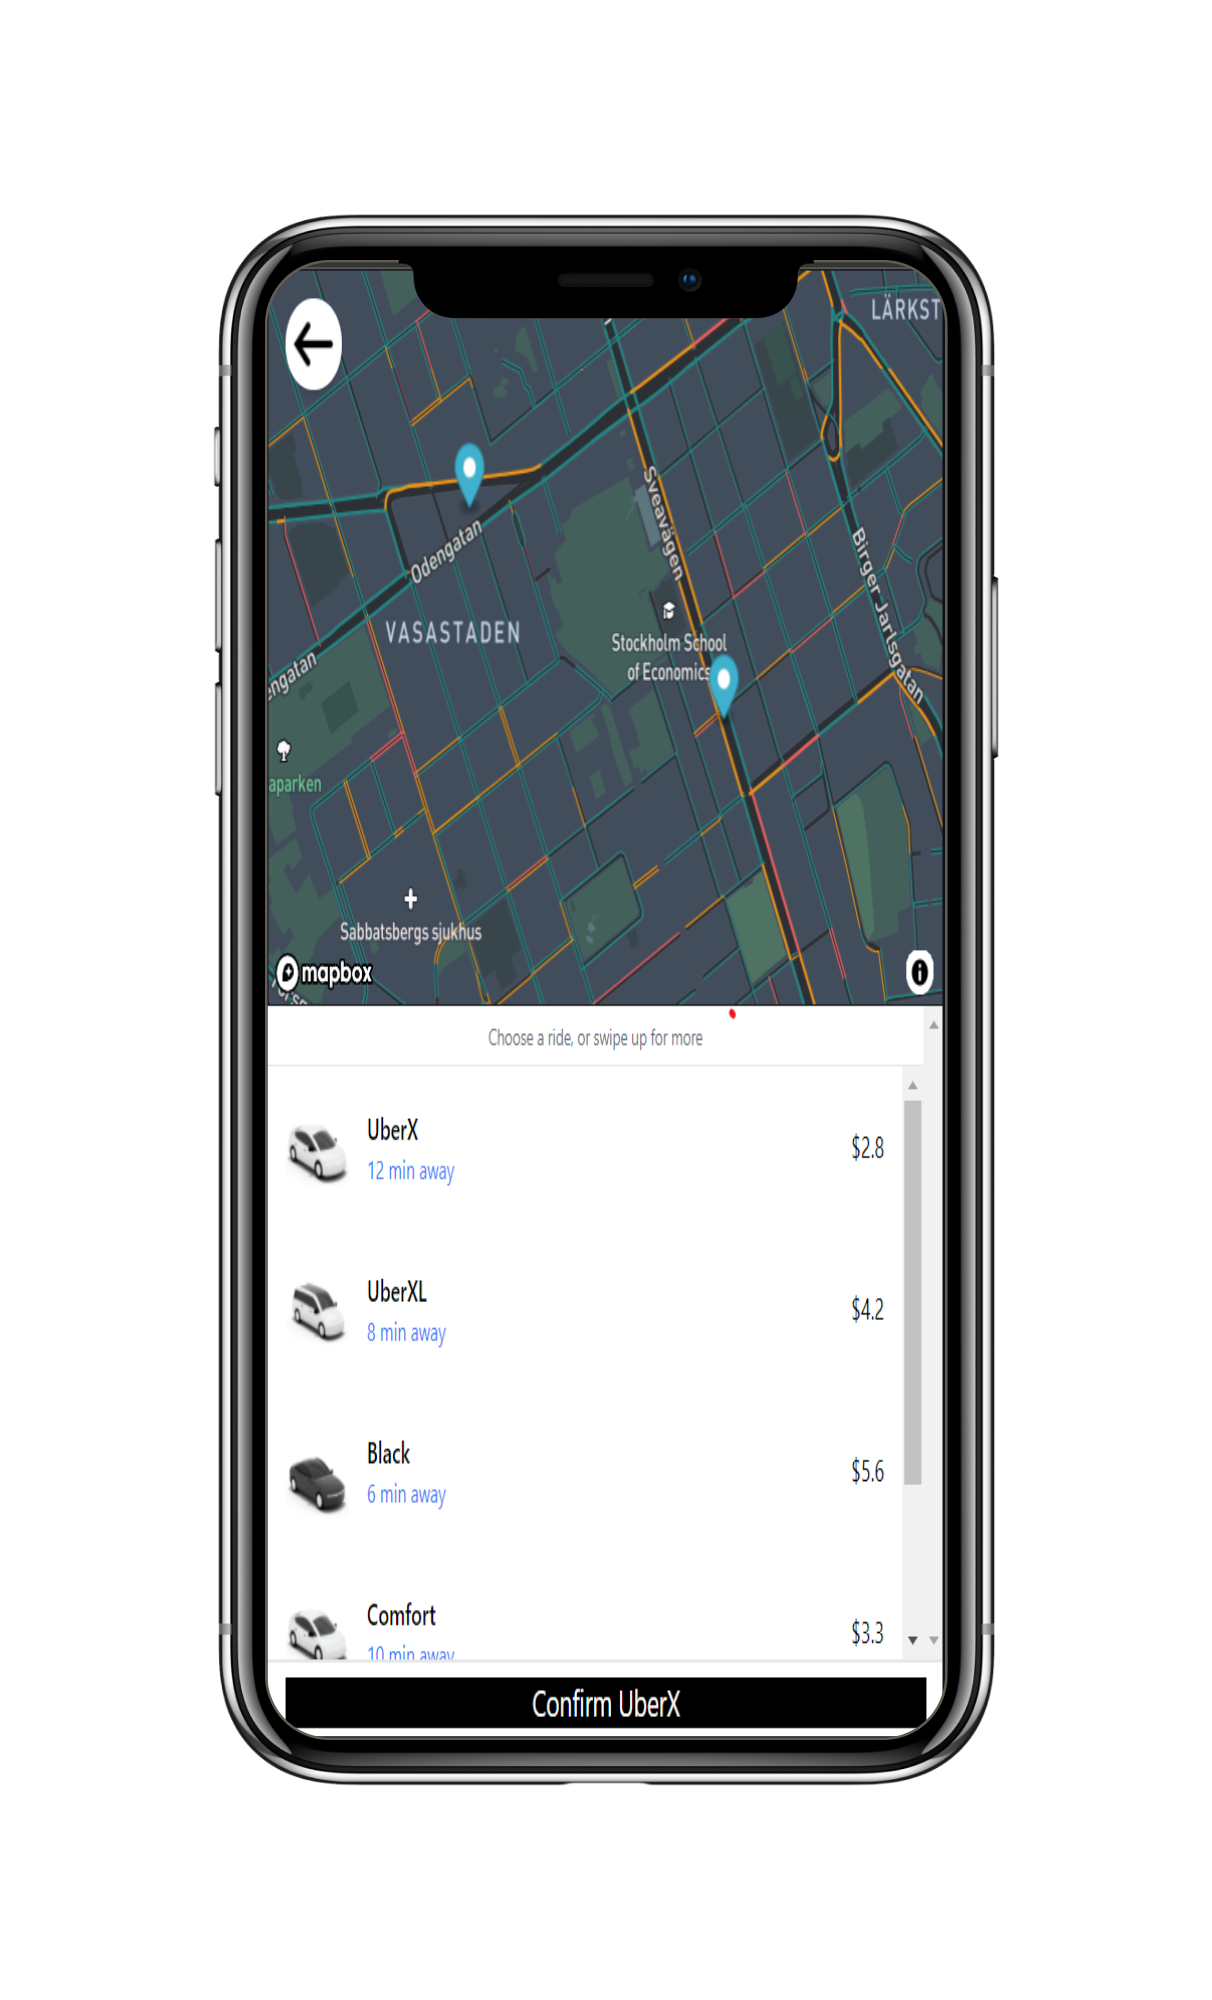 LÄRKST
Sveavägen
Odengatan
Birger Jarlsgatan
VASASTADEN
Stockholm School
of Economics
engatan
aparken
Sabbatsbergs sjukhus
mapbox
Choose a ride, or swipe up for more
UberX
12 min away
$2.8
UberXL
8 min away
$4.2
Black
6 min away
$5.6
Comfort
10 min away
$3.3
Confirm UberX